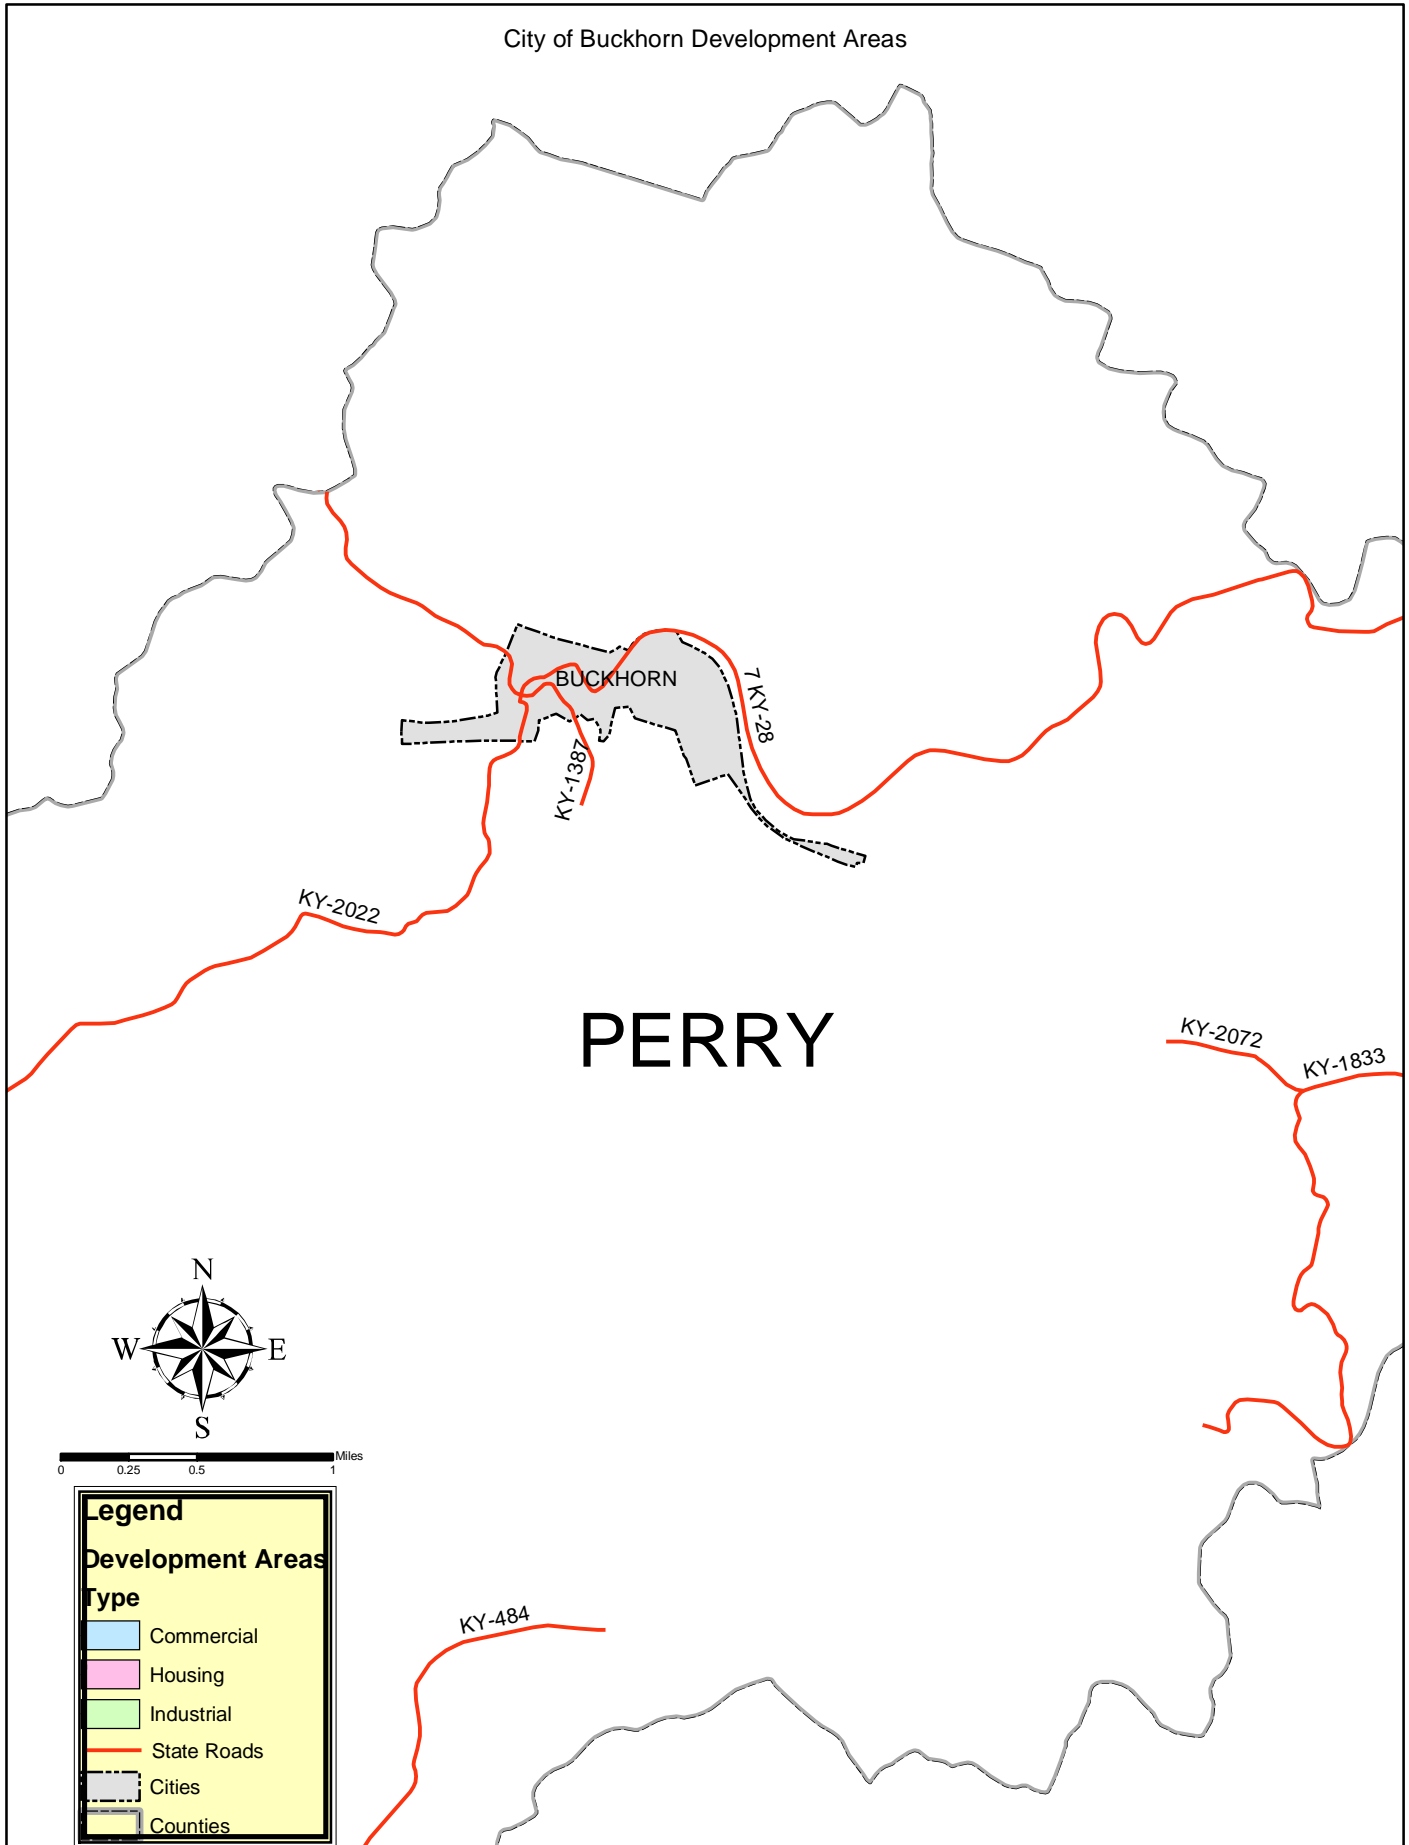 City of Buckhorn Development Areas
BUCKHORN
7 KY-28
KY-1387
KY-2022
PERRY
KY-2072
KY-1833
N
W E
S
Miles
0 0.25 0.5 1
Legend
Development Areas
Type
Commercial
Housing
Industrial
State Roads
Cities
Counties
KY-484